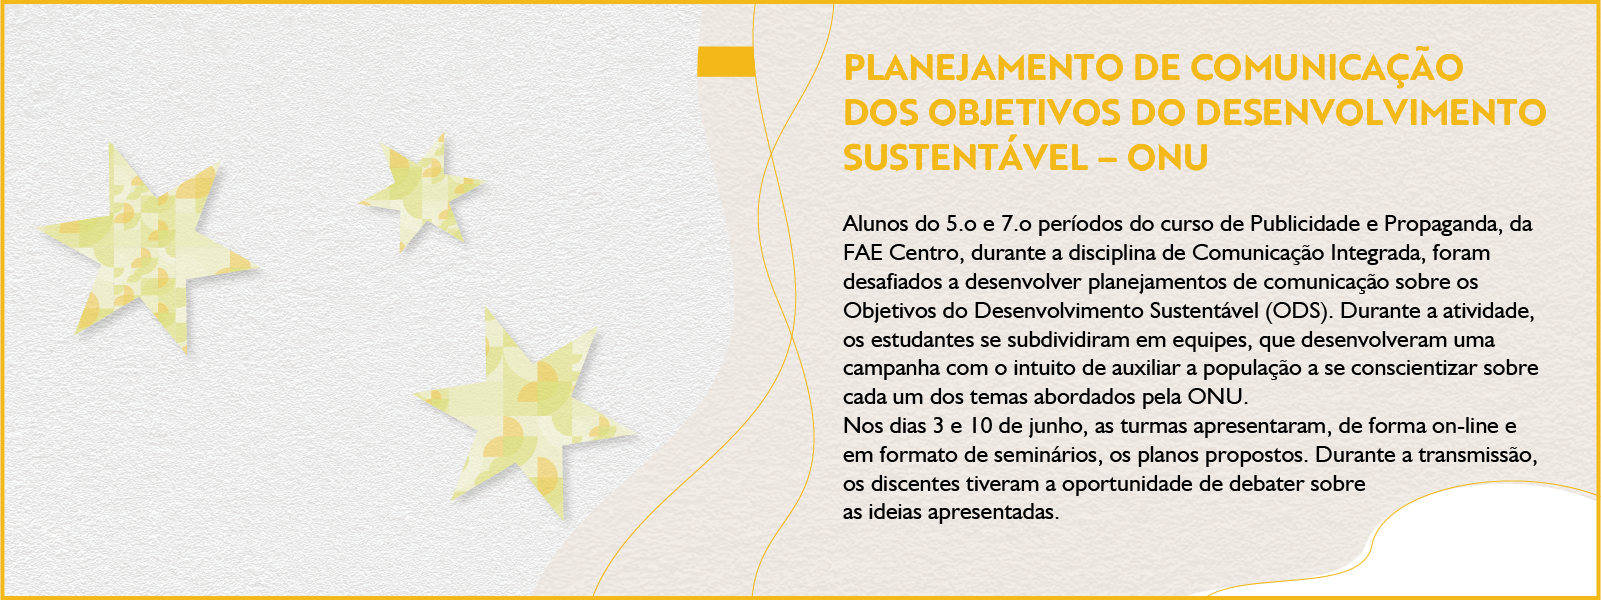 PLANEJAMENTO DE COMUNICAÇÃO
DOS OBJETIVOS DO DESENVOLVIMENTO
SUSTENTÁVEL – ONU
Alunos do 5.o e 7.o períodos do curso de Publicidade e Propaganda, da
FAE Centro, durante a disciplina de Comunicação Integrada, foram
desafiados a desenvolver planejamentos de comunicação sobre os
Objetivos do Desenvolvimento Sustentável (ODS). Durante a atividade,
os estudantes se subdividiram em equipes, que desenvolveram uma
campanha com o intuito de auxiliar a população a se conscientizar sobre
cada um dos temas abordados pela ONU.
Nos dias 3 e 10 de junho, as turmas apresentaram, de forma on-line e
em formato de seminários, os planos propostos. Durante a transmissão,
os discentes tiveram a oportunidade de debater sobre
as ideias apresentadas.